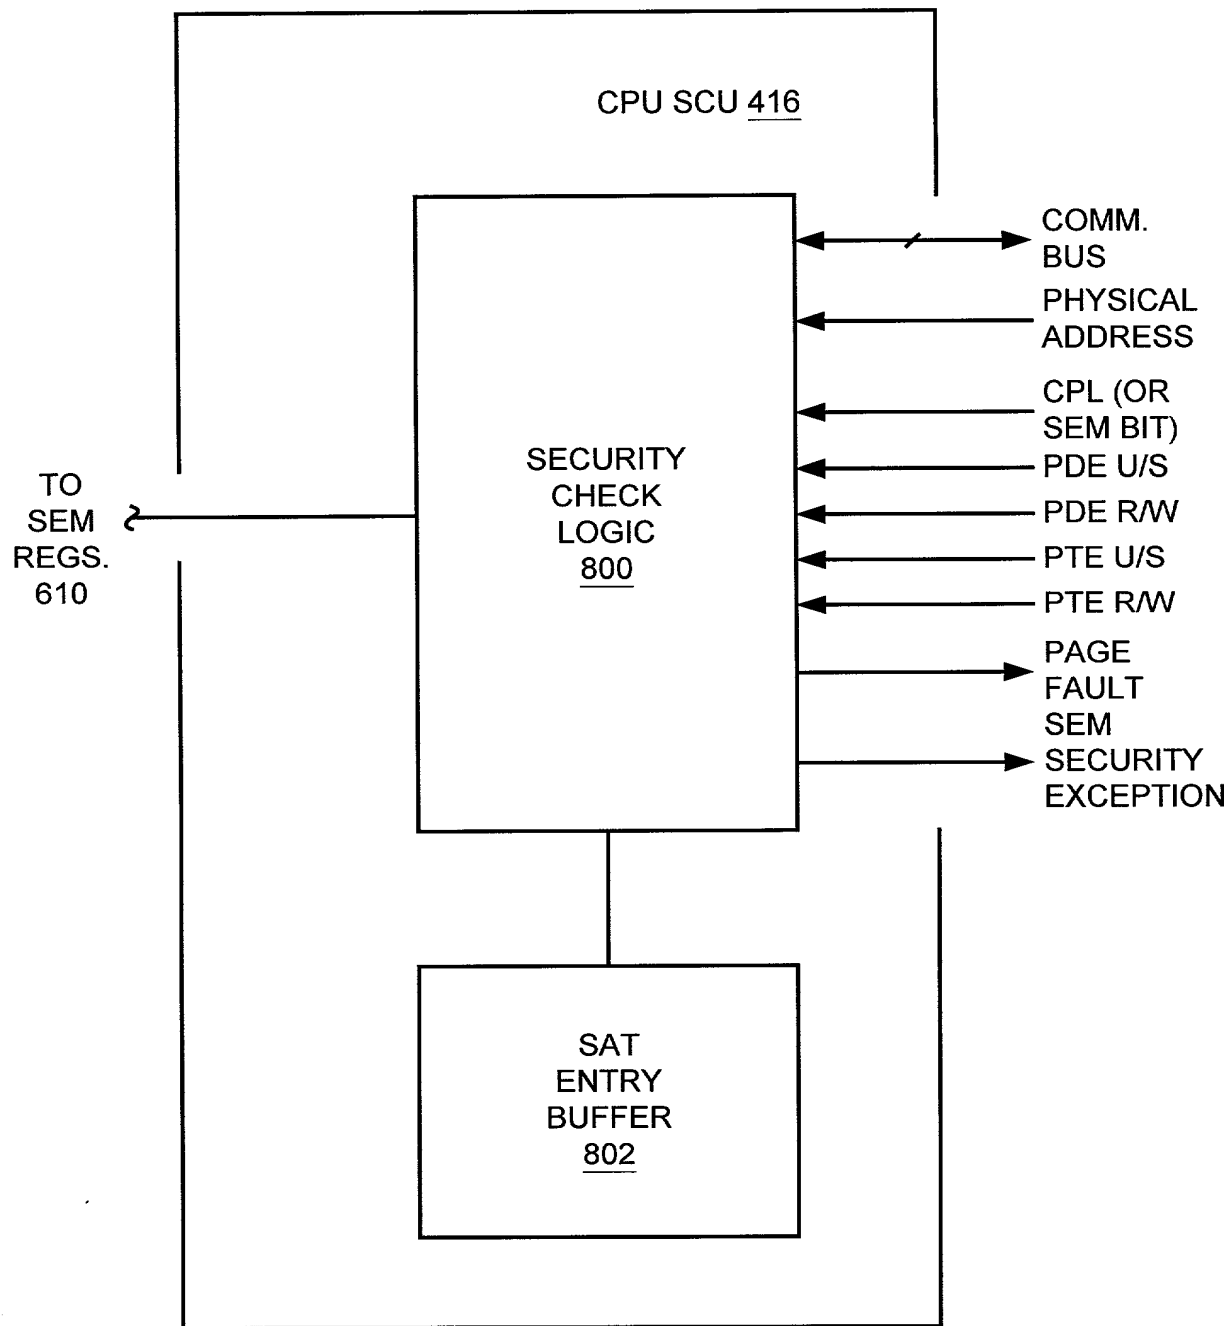 CPU SCU 416
COMM.
BUS
PHYSICAL
ADDRESS
CPL (OR
SEM BIT)
PDE U/S
PDE R/W
PTE U/S
PTE R/W
PAGE
FAULT
SEM
SECURITY
EXCEPTION
SECURITY
CHECK
LOGIC
800
TO
SEM
REGS.
610
SAT
ENTRY
BUFFER
802